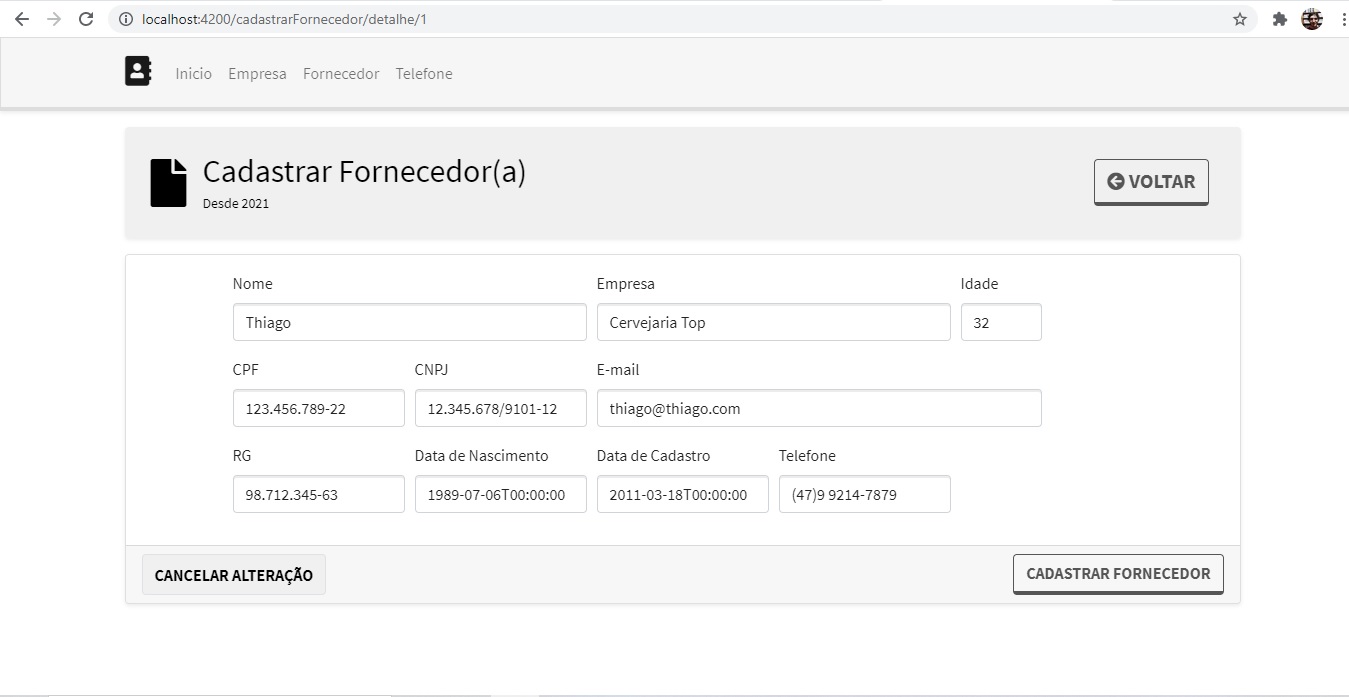 localhost:4200/cadastrarFornecedor/detalhe/1
Inicio Empresa Fornecedor Telefone
Cadastrar Fornecedor(a)
Desde 2021
VOLTAR
Nome Empresa Idade
Thiago Cervejaria Top 32
CPF CNPJ E-mail
123.456.789-22 12.345.678/9101-12 thiago@thiago.com
RG Data de Nascimento Data de Cadastro Telefone
98.712.345-63 1989-07-06T00:00:00 2011-03-18T00:00:00 (47)9 9214-7879
CANCELAR ALTERAÇÃO CADASTRAR FORNECEDOR